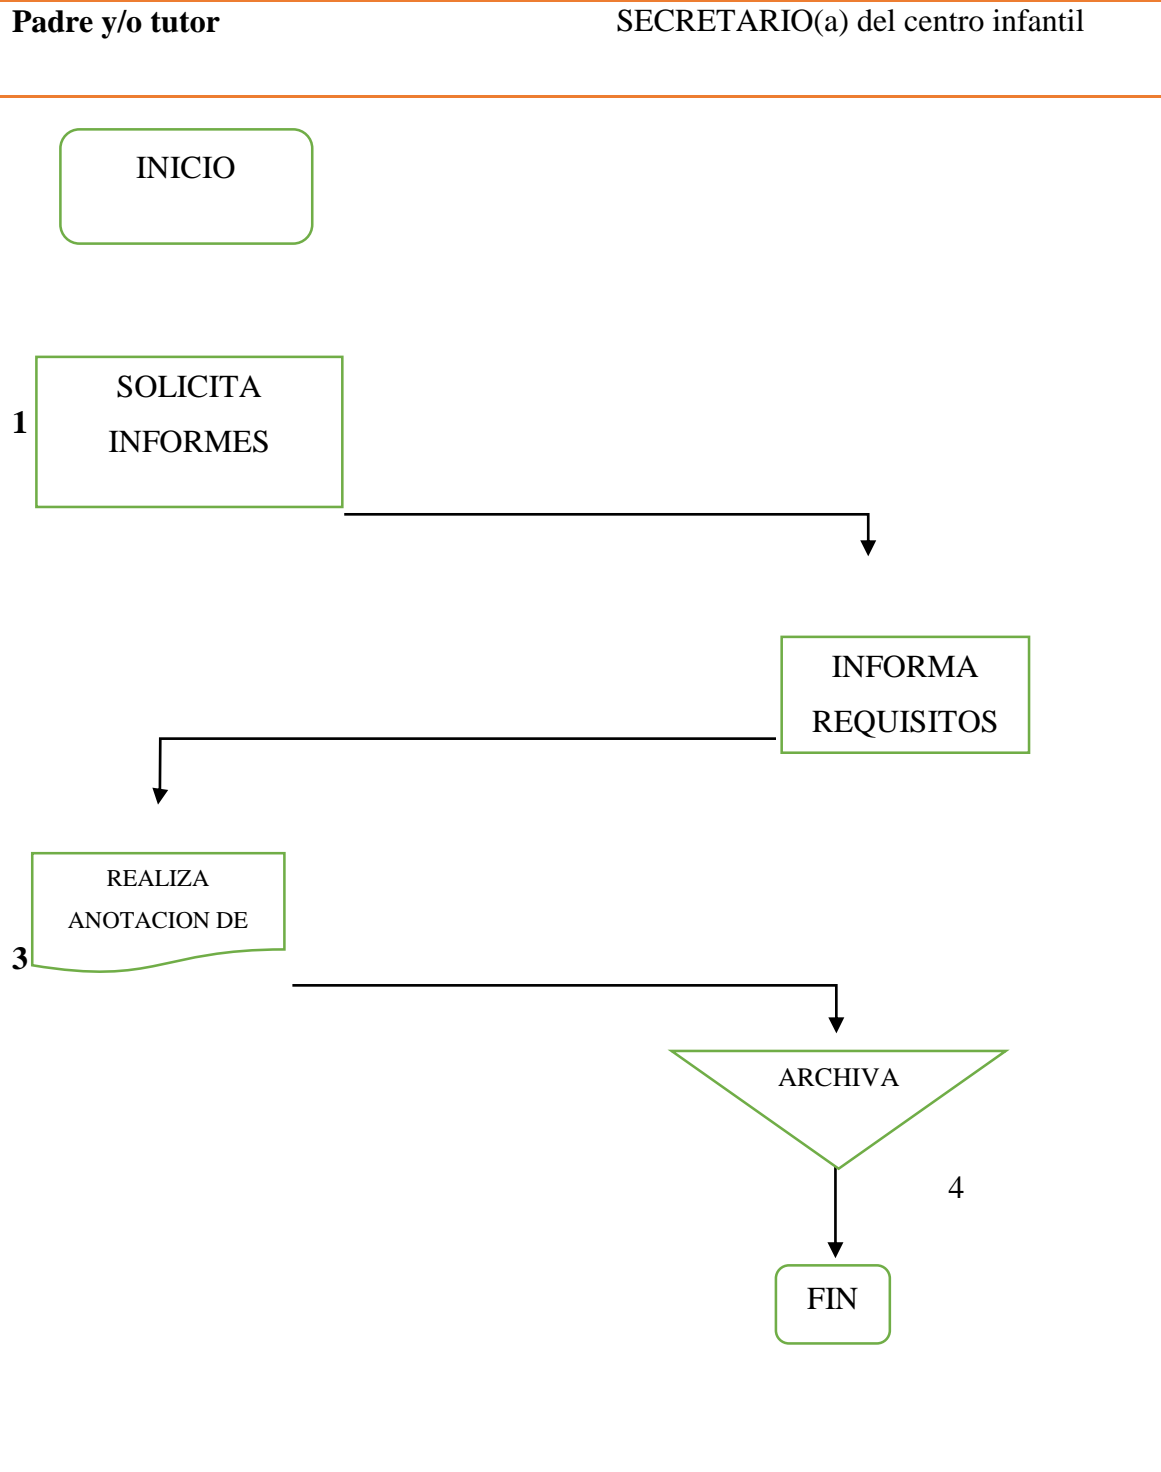 Padre y/o tutor
SECRETARIO(a) del centro infantil
INICIO
SOLICITA
1
INFORMES
INFORMA
REQUISITOS
REALIZA
ANOTACION DE
3
ARCHIVA
4
FIN